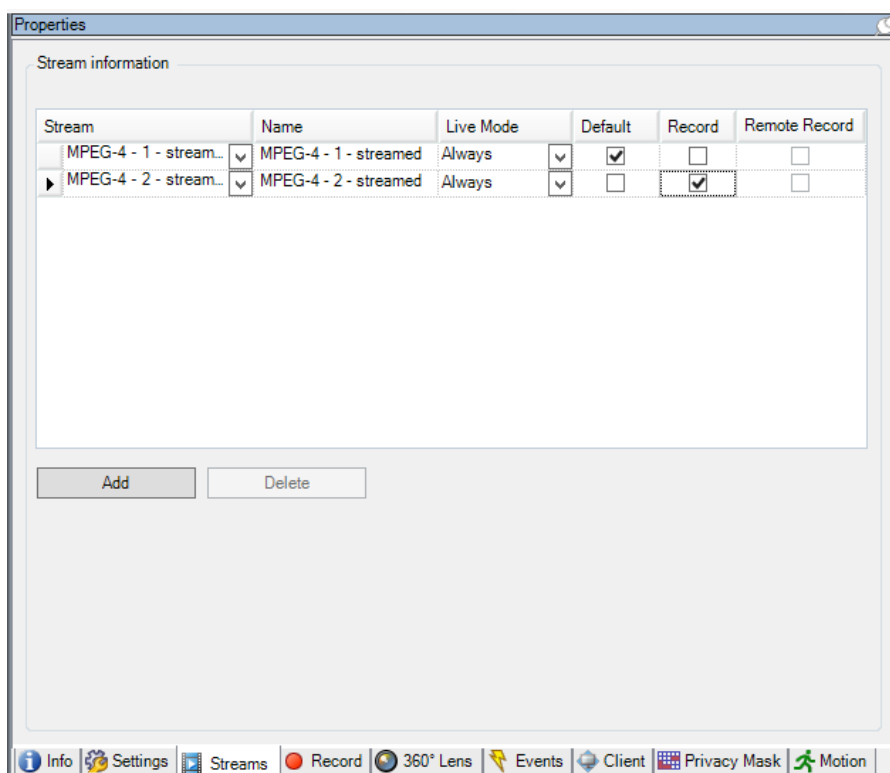 Properties
Stream information
Stream Name Live Mode Default Record Remote Record
MPEG-4 - 1 - stream... MPEG-4 - 1 - streamed Always
MPEG-4 - 2 - stream... MPEG-4 - 2 - streamed Always
Add Delete
Info Settings Streams Record 360° Lens Events Client Privacy Mask Motion